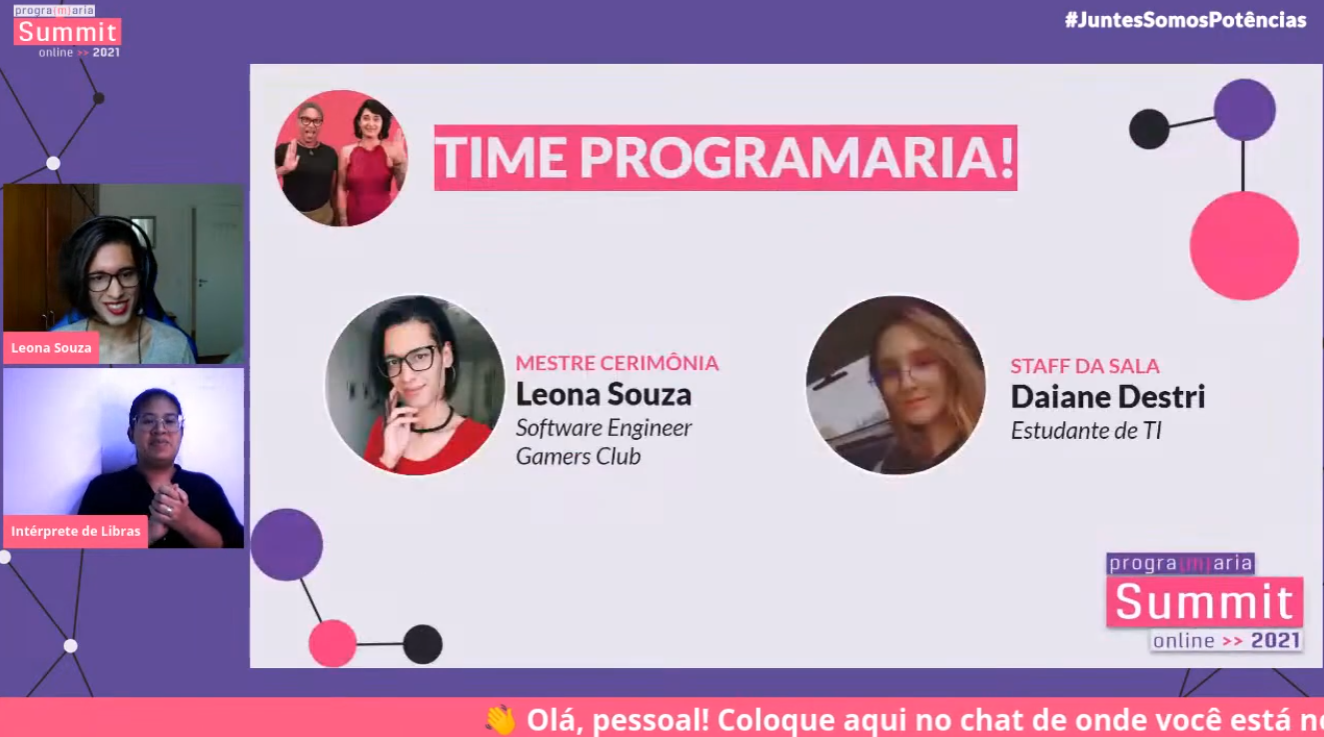 progra{m}aria
Summit
online >> 2021
#JuntesSomosPotências
TIME PROGRAMARIA!
Leona Souza
Intérprete de Libras
MESTRE CERIMÔNIA
Leona Souza
Software Engineer
Gamers Club
STAFF DA SALA
Daiane Destri
Estudante de TI
progra{m}aria
Summit
online >> 2021
👋 Olá, pessoal! Coloque aqui no chat de onde você está